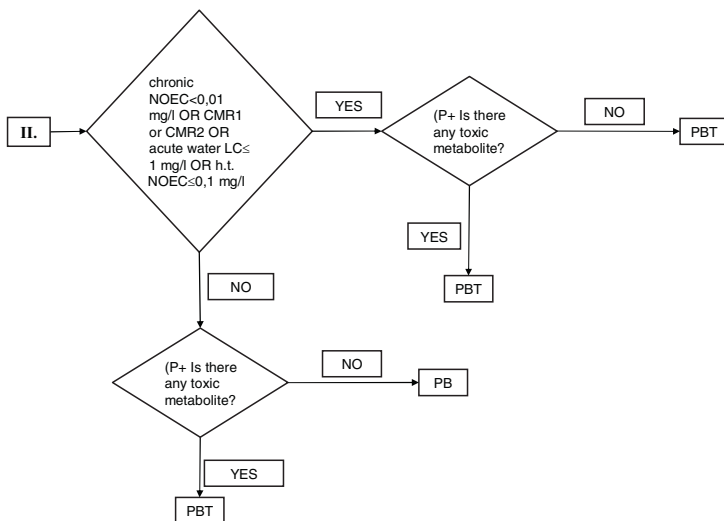 II.
chronic
NOEC<0,01
mg/l OR CMR1
or CMR2 OR
acute water LC≤
1 mg/l OR h.t.
NOEC≤0,1 mg/l
YES
(P+ Is there
any toxic
metabolite?
NO
PBT
YES
PBT
NO
(P+ Is there
any toxic
metabolite?
NO
PB
YES
PBT